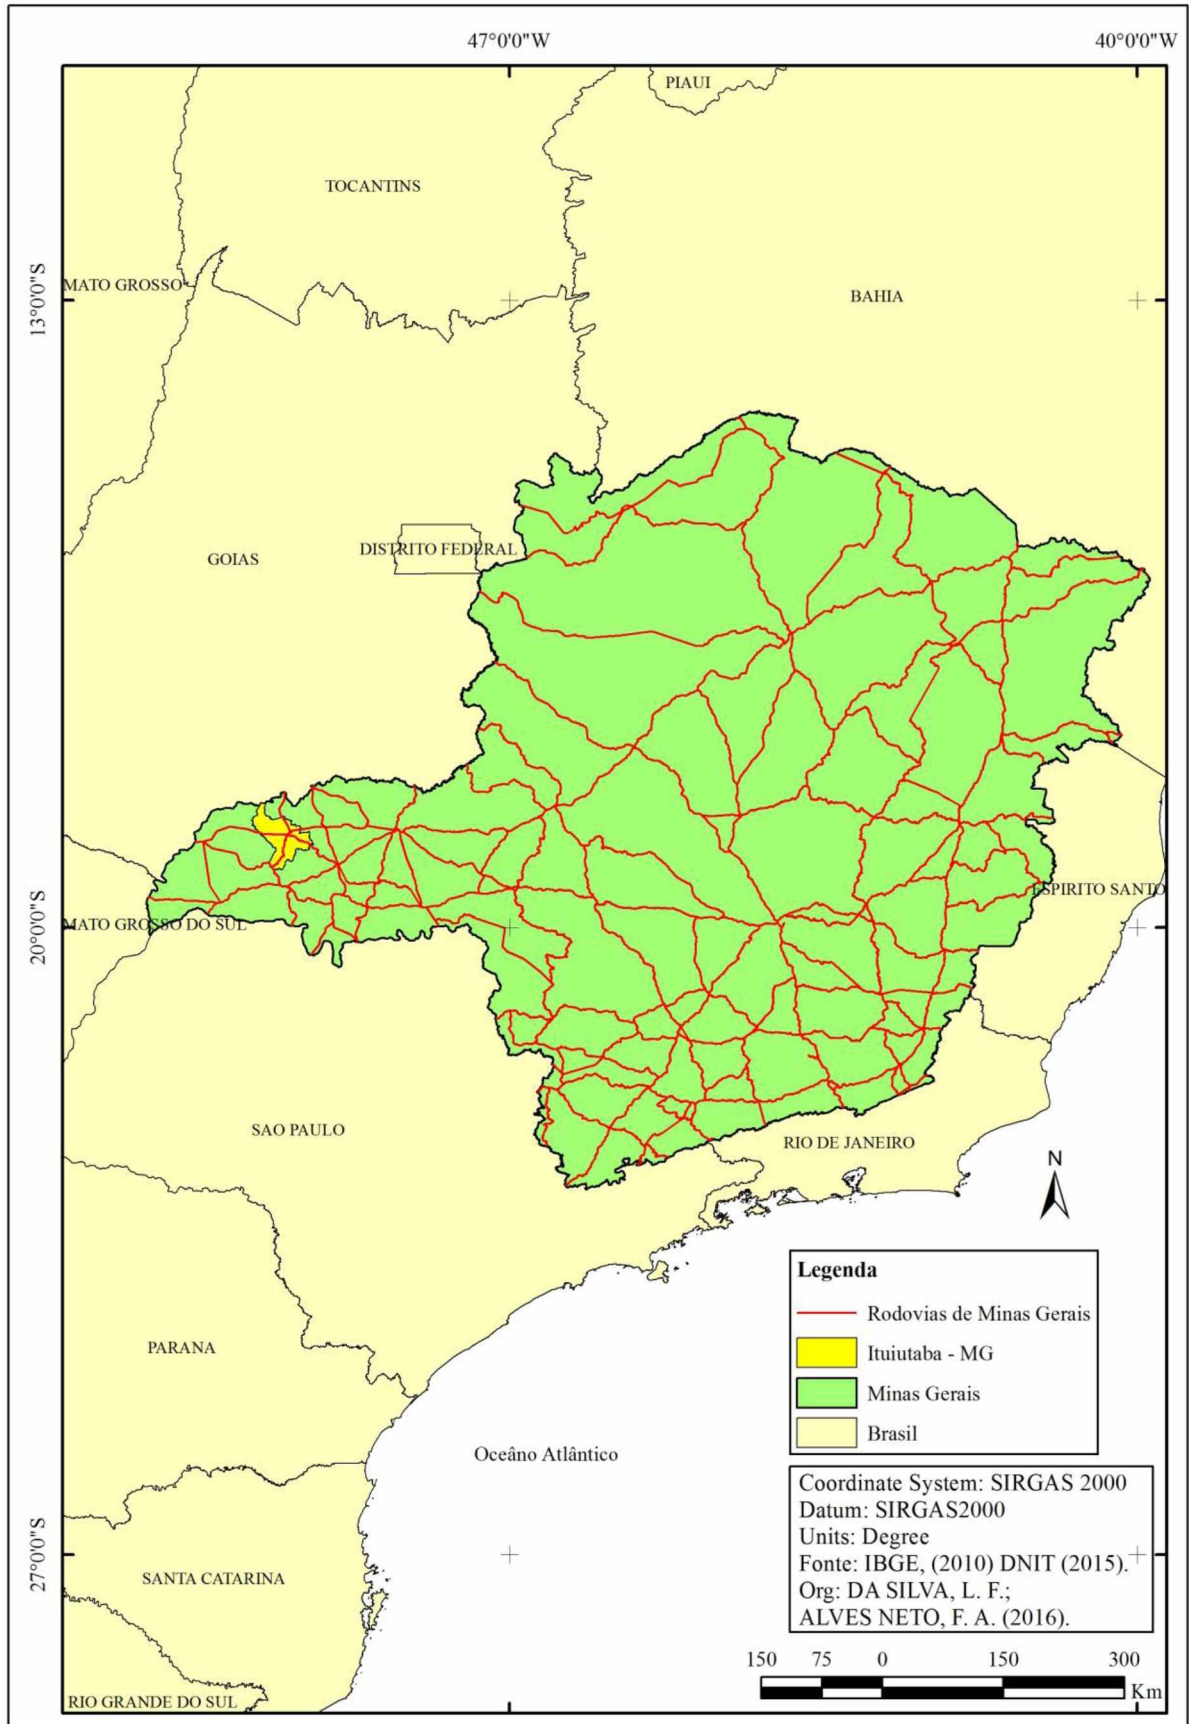 47°0'0"W
40°0'0"W
PIAUI
TOCANTINS
MATO GROSSO
13°0'0"S
BAHIA
GOIAS
DISTRITO FEDERAL
ESPIRITO SANTO
20°0'0"S
MATO GROSSO DO SUL
SAO PAULO
RIO DE JANEIRO
N
Legenda
Rodovias de Minas Gerais
Ituiutaba - MG
Minas Gerais
Brasil
PARANA
Oceâno Atlântico
Coordinate System: SIRGAS 2000
Datum: SIRGAS2000
Units: Degree
Fonte: IBGE, (2010) DNIT (2015).
Org: DA SILVA, L. F.;
ALVES NETO, F. A. (2016).
27°0'0"S
SANTA CATARINA
RIO GRANDE DO SUL
150 75 0 150 300
Km